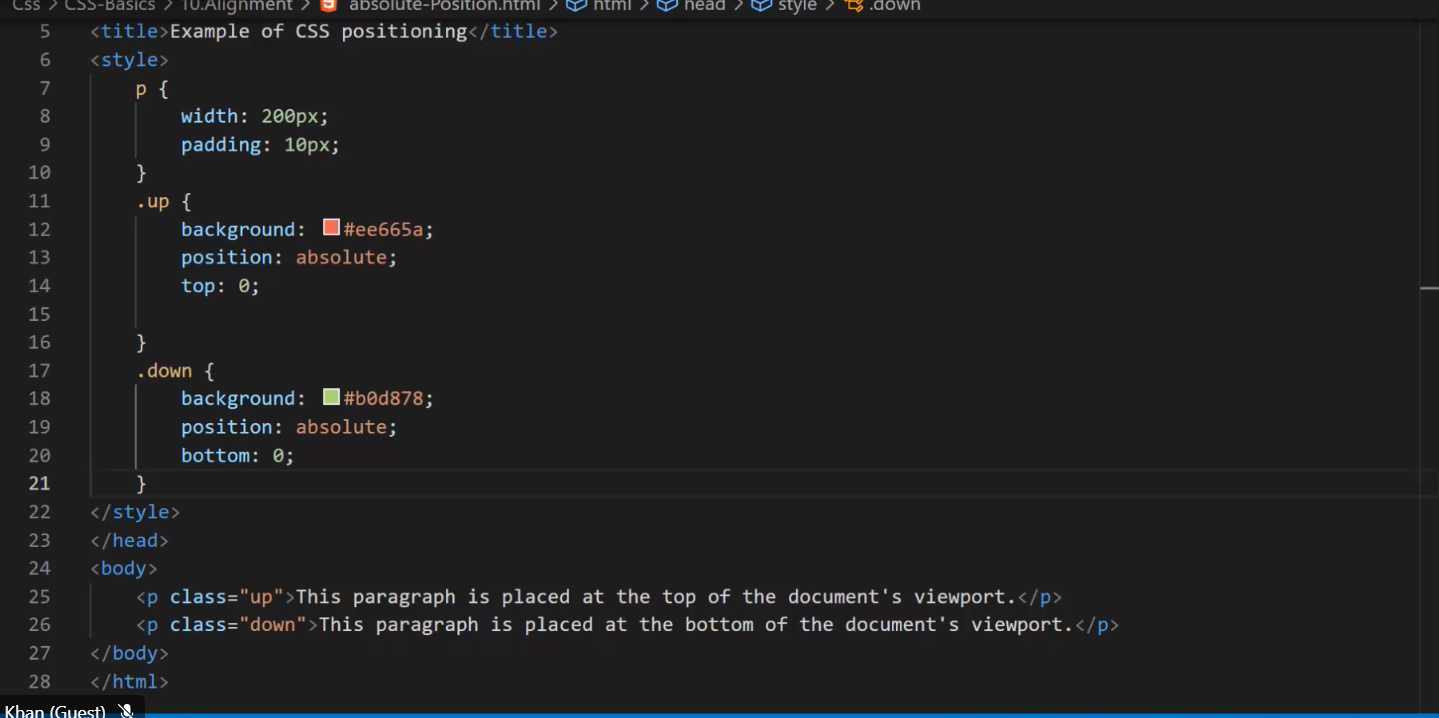 Css > CSS-Basics > 10.Alignment > absolute-Position.html > html > head > style > .down
5 <title>Example of CSS positioning</title>
6 <style>
7 p {
8 width: 200px;
9 padding: 10px;
10 }
11 .up {
12 background: #ee665a;
13 position: absolute;
14 top: 0;
15
16 }
17 .down {
18 background: #b0d878;
19 position: absolute;
20 bottom: 0;
21 }
22 </style>
23 </head>
24 <body>
25 <p class="up">This paragraph is placed at the top of the document's viewport.</p>
26 <p class="down">This paragraph is placed at the bottom of the document's viewport.</p>
27 </body>
28 </html>
Khan (Guest)